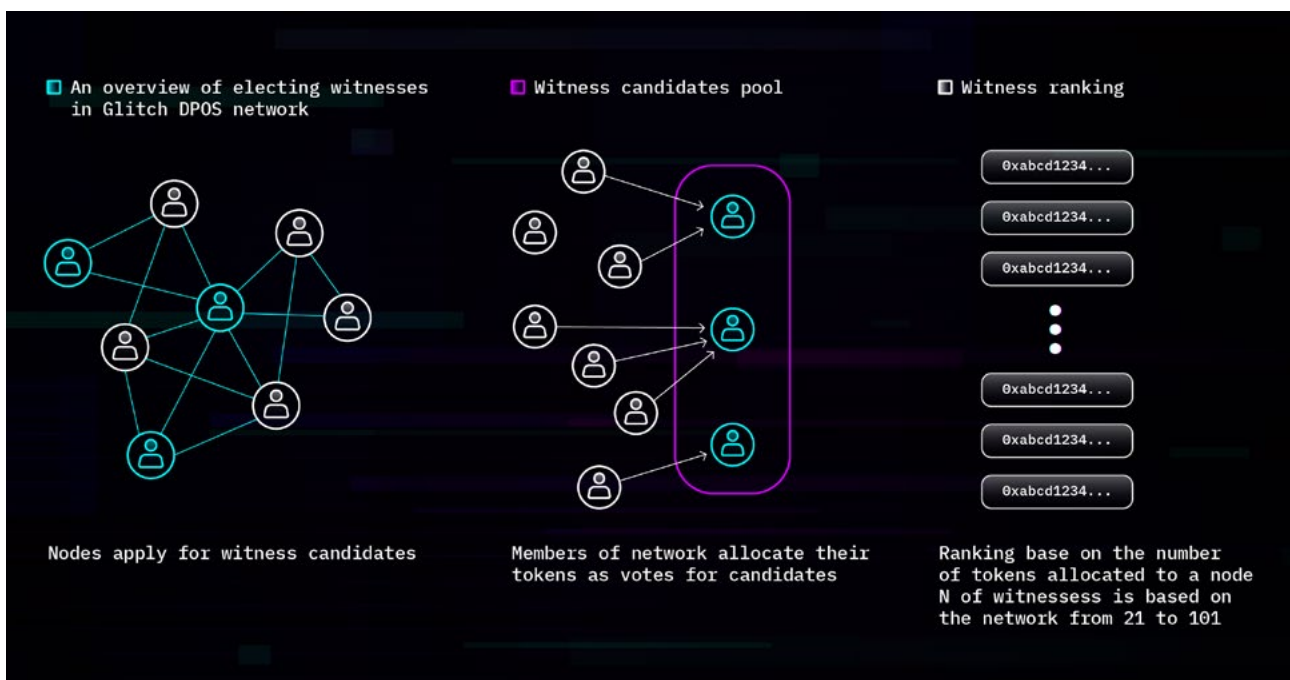 An overview of electing witnesses
in Glitch DPOS network
Nodes apply for witness candidates
Witness candidates pool
Members of network allocate their
tokens as votes for candidates
Witness ranking
0xabcd1234...
0xabcd1234...
0xabcd1234...
0xabcd1234...
0xabcd1234...
0xabcd1234...
Ranking base on the number
of tokens allocated to a node
N of witnessess is based on
the network from 21 to 101